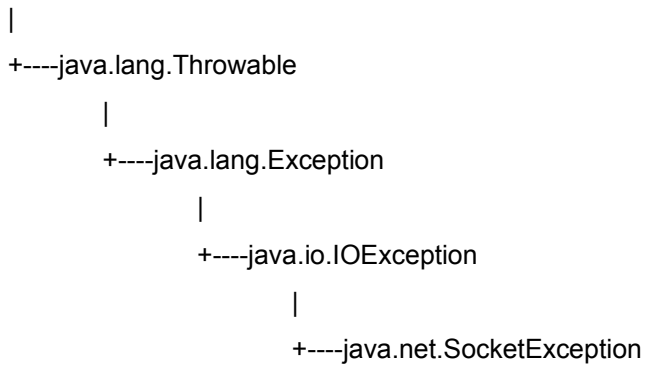 |
+----java.lang.Throwable
|
+----java.lang.Exception
|
+----java.io.IOException
|
+----java.net.SocketException